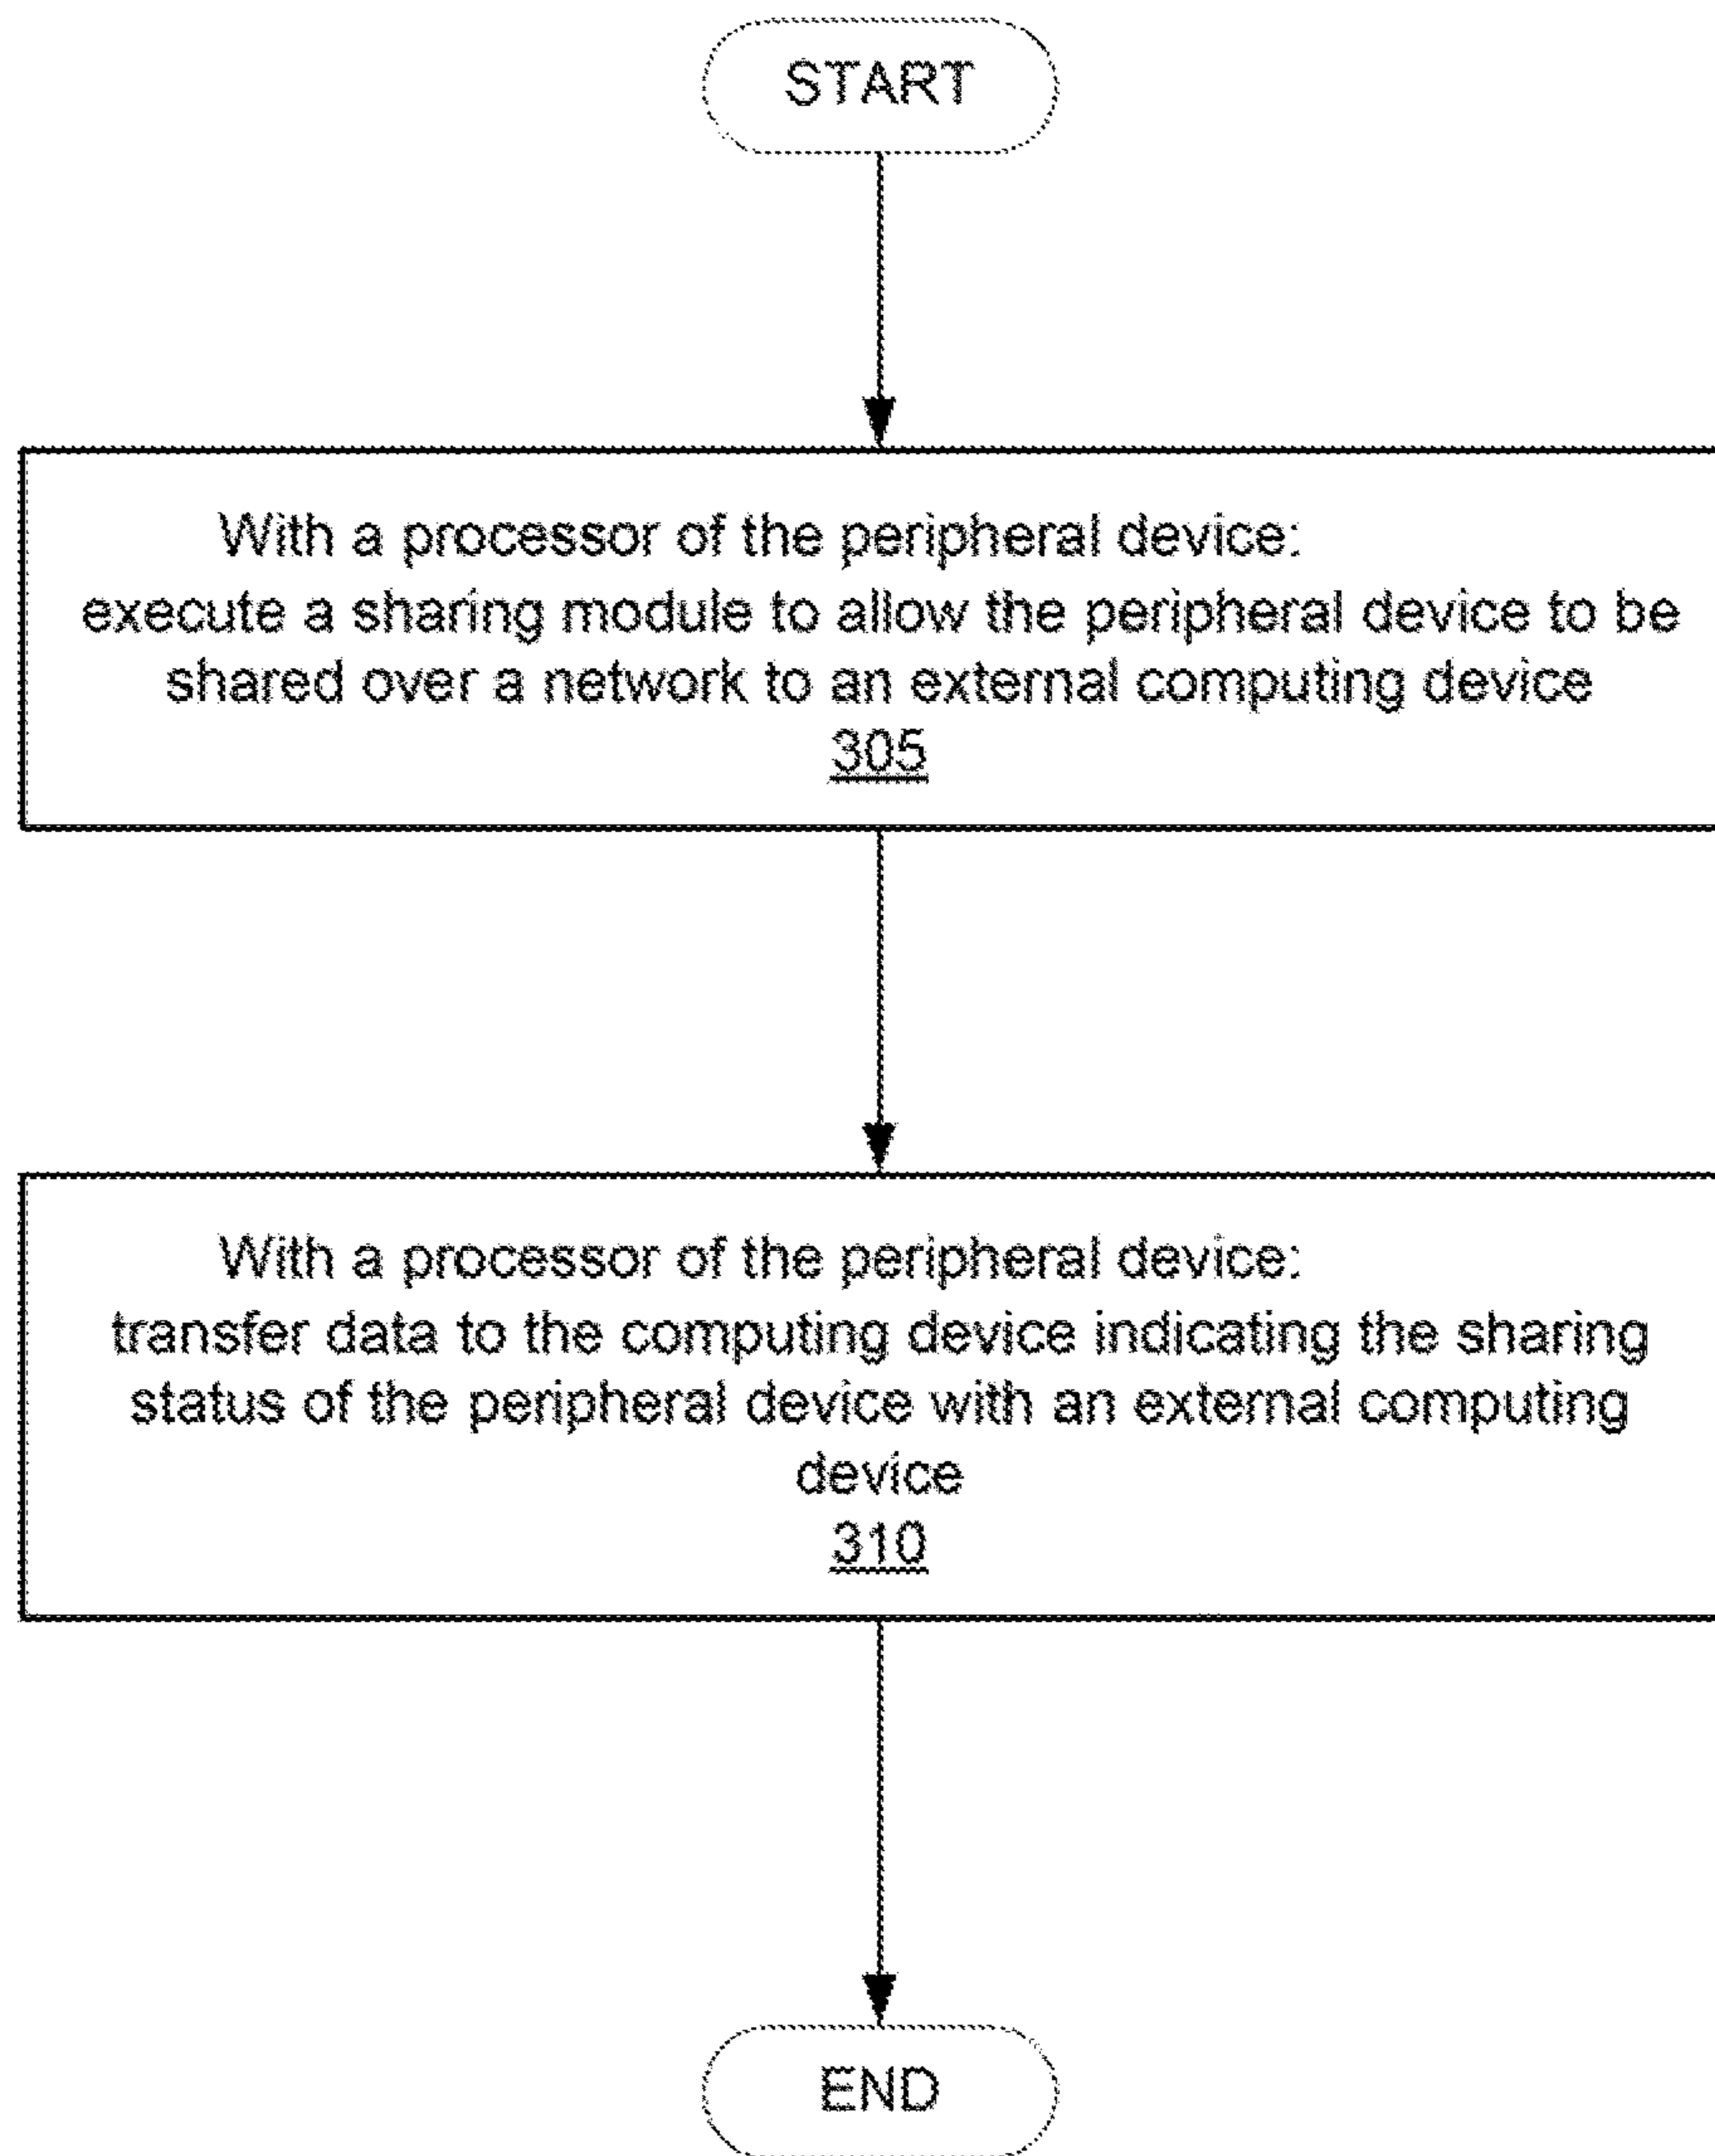 START
With a processor of the peripheral device:
execute a sharing module to allow the peripheral device to be
shared over a network to an external computing device
305
With a processor of the peripheral device:
transfer data to the computing device indicating the sharing
status of the peripheral device with an external computing
device
310
END